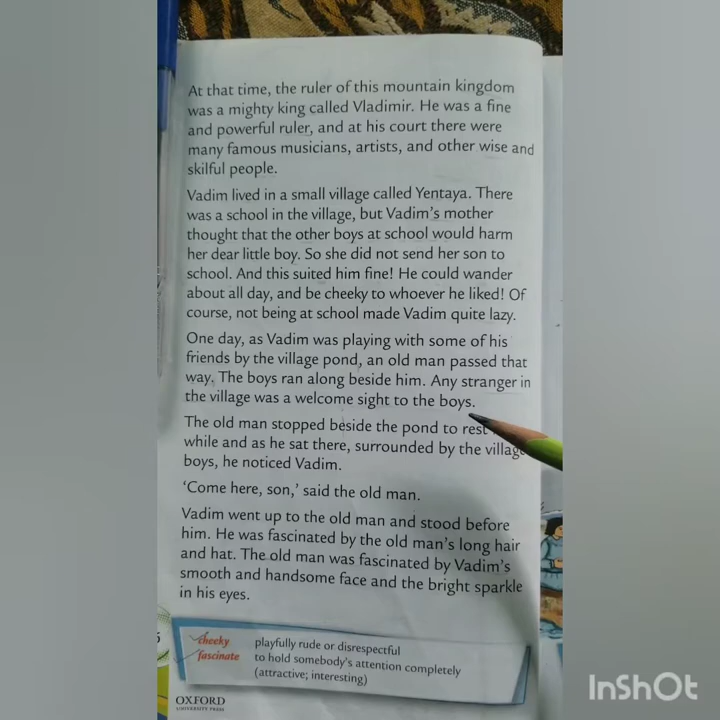 At that time, the ruler of this mountain kingdom
was a mighty king called Vladimir. He was a fine
and powerful ruler, and at his court there were
many famous musicians, artists, and other wise and
skilful people.
Vadim lived in a small village called Yentaya. There
was a school in the village, but Vadim's mother
thought that the other boys at school would harm
her dear little boy. So she did not send her son to
school. And this suited him fine! He could wander
about all day, and be cheeky to whoever he liked! Of
course, not being at school made Vadim quite lazy.
One day, as Vadim was playing with some of his
friends by the village pond, an old man passed that
way. The boys ran along beside him. Any stranger in
the village was a welcome sight to the boys.
The old man stopped beside the pond to rest
while and as he sat there, surrounded by the village
boys, he noticed Vadim.
‘Come here, son,’ said the old man.
Vadim went up to the old man and stood before
him. He was fascinated by the old man's long hair
and hat. The old man was fascinated by Vadim's
smooth and handsome face and the bright sparkle
in his eyes.
cheeky playfully rude or disrespectful
fascinate to hold somebody's attention completely
(attractive; interesting)
OXFORD
UNIVERSITY PRESS
InShOt